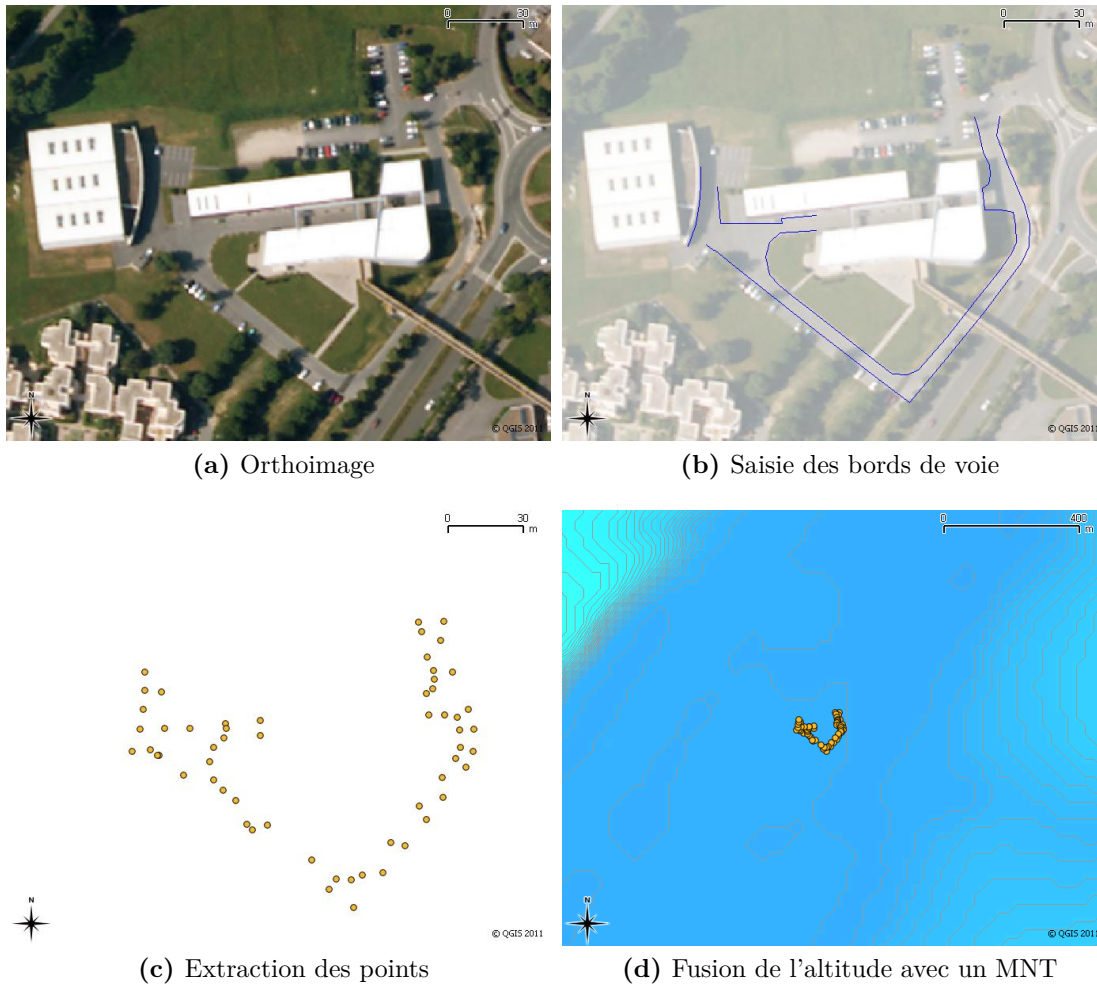 0 30
m
0 30
m
N
© QGIS 2011
N
© QGIS 2011
(a) Orthoimage
(b) Saisie des bords de voie
0 30
m
0 400
m
N
© QGIS 2011
N
© QGIS 2011
(c) Extraction des points
(d) Fusion de l'altitude avec un MNT